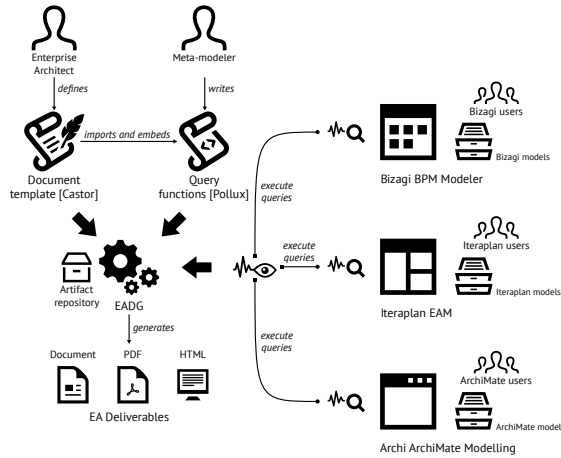 Enterprise
Architect
Meta-modeler
defines
writes
imports and embeds
Document
template [Castor]
Query
functions [Pollux]
Artifact
repository
EADG
generates
Document
PDF
HTML
EA Deliverables
execute
queries
execute
queries
execute
queries
Bizagi users
Bizagi models
Bizagi BPM Modeler
Iteraplan users
Iteraplan models
Iteraplan EAM
ArchiMate users
ArchiMate model
Archi ArchiMate Modelling